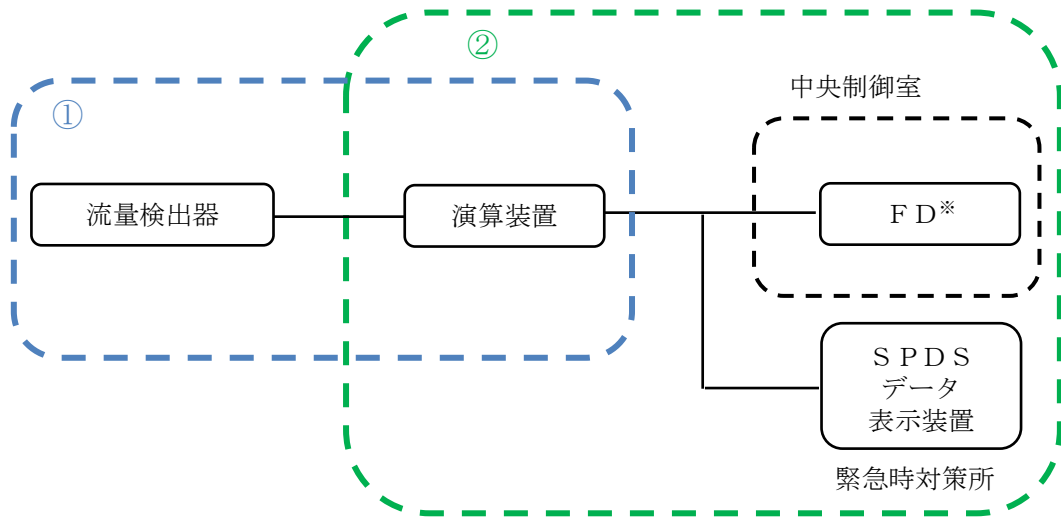 ②
中央制御室
①
流量検出器
演算装置
ＦＤ※
ＳＰＤＳ
データ
表示装置
緊急時対策所